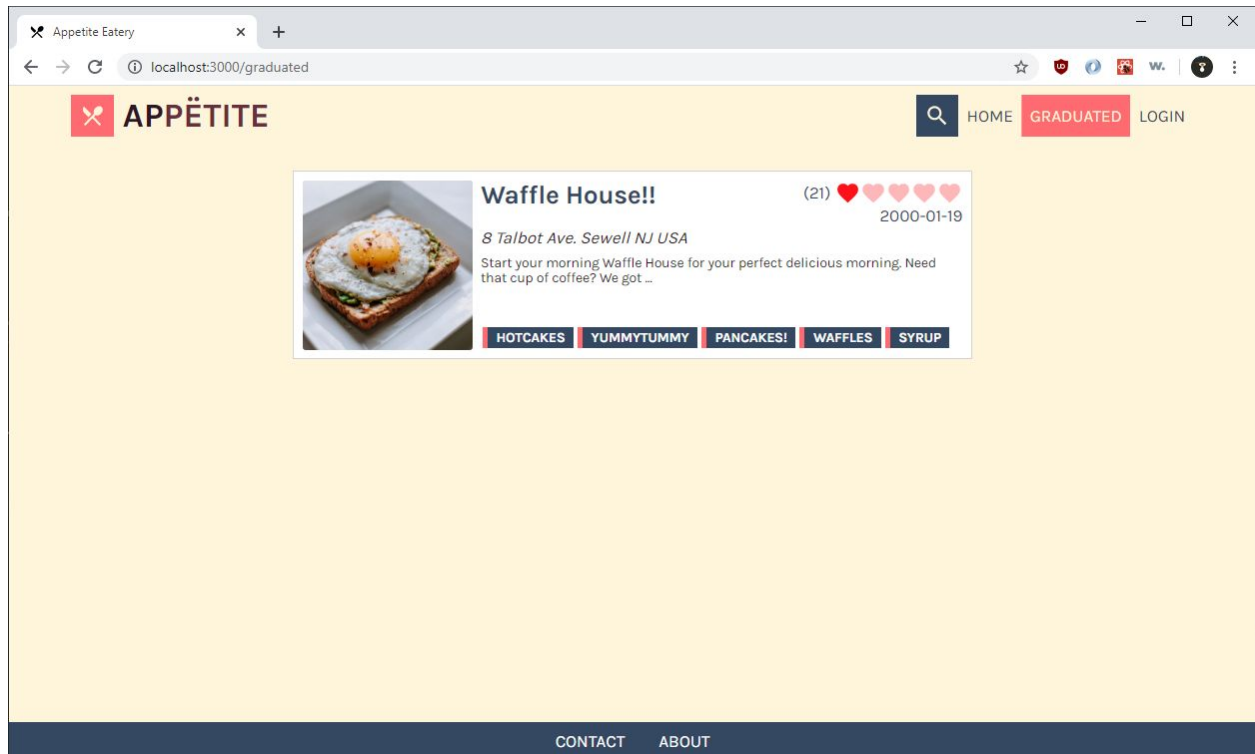 Appetite Eatery
localhost:3000/graduated
w.
APPËTITE
HOME GRADUATED LOGIN
Waffle House!! (21)
2000-01-19
8 Talbot Ave. Sewell NJ USA
Start your morning Waffle House for your perfect delicious morning. Need
that cup of coffee? We got ...
HOTCAKES YUMMYTUMMY PANCAKES! WAFFLES SYRUP
CONTACT ABOUT